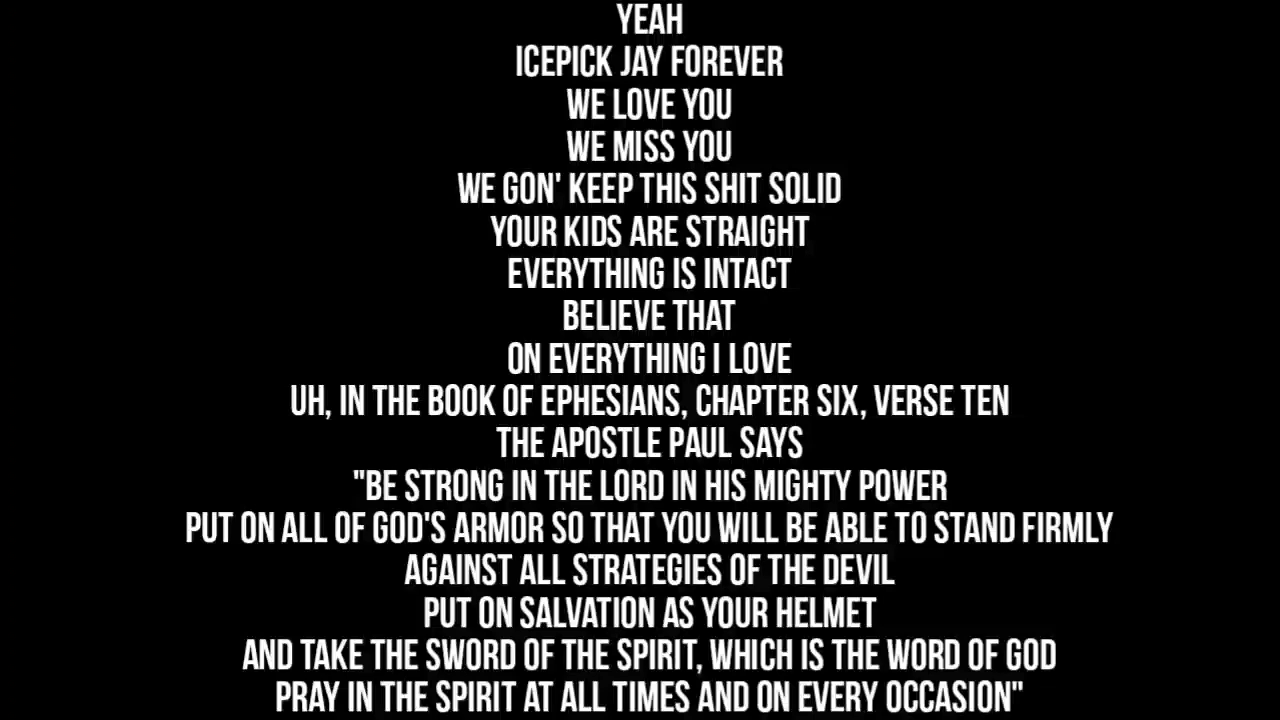 YEAH
ICEPICK JAY FOREVER
WE LOVE YOU
WE MISS YOU
WE GON' KEEP THIS SHIT SOLID
YOUR KIDS ARE STRAIGHT
EVERYTHING IS INTACT
BELIEVE THAT
ON EVERYTHING I LOVE
UH, IN THE BOOK OF EPHESIANS, CHAPTER SIX, VERSE TEN
THE APOSTLE PAUL SAYS
"BE STRONG IN THE LORD IN HIS MIGHTY POWER
PUT ON ALL OF GOD'S ARMOR SO THAT YOU WILL BE ABLE TO STAND FIRMLY
AGAINST ALL STRATEGIES OF THE DEVIL
PUT ON SALVATION AS YOUR HELMET
AND TAKE THE SWORD OF THE SPIRIT, WHICH IS THE WORD OF GOD
PRAY IN THE SPIRIT AT ALL TIMES AND ON EVERY OCCASION"